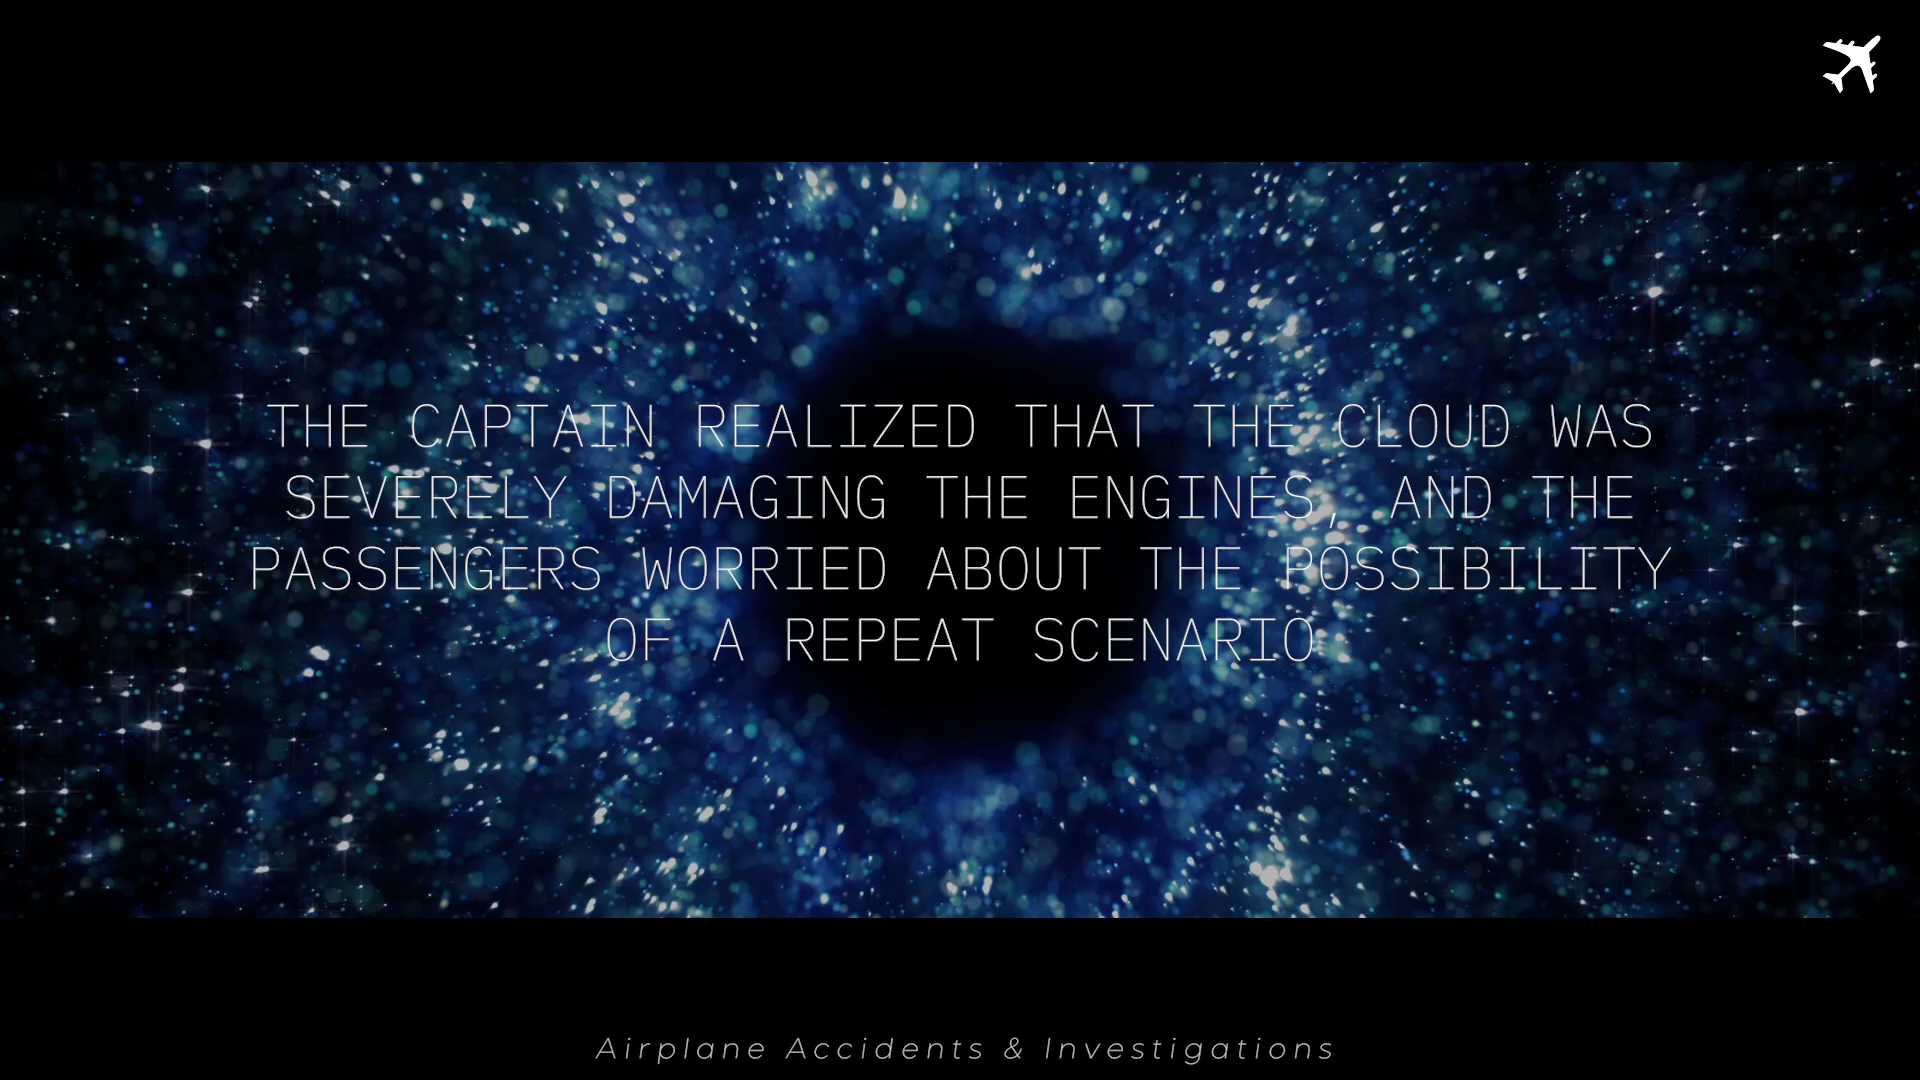 THE CAPTAIN REALIZED THAT THE CLOUD WAS
SEVERELY DAMAGING THE ENGINES, AND THE
PASSENGERS WORRIED ABOUT THE POSSIBILITY
OF A REPEAT SCENARIO
Airplane Accidents & Investigations